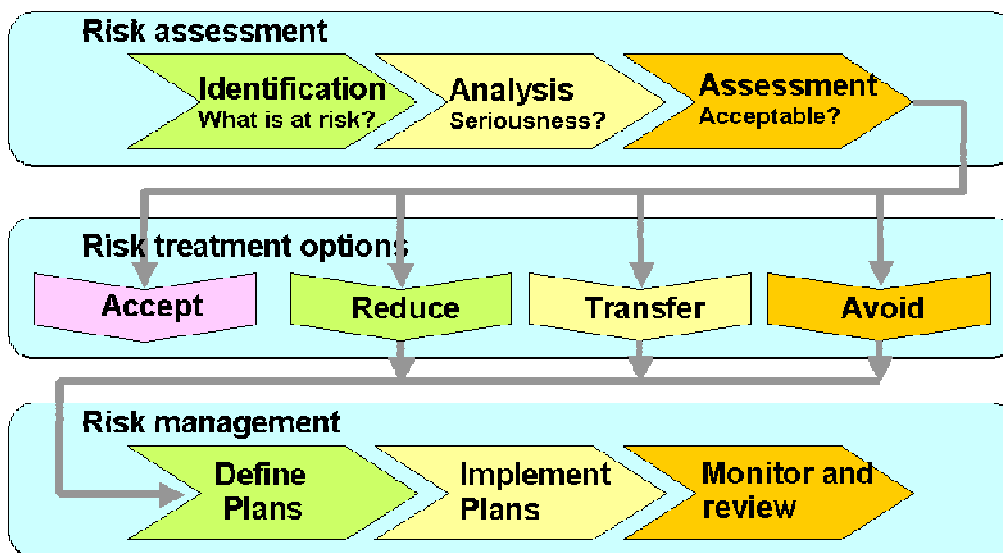 Risk assessment
Identification
What is at risk?
Analysis
Seriousness?
Assessment
Acceptable?
Risk treatment options
Accept
Reduce
Transfer
Avoid
Risk management
Define
Plans
Implement
Plans
Monitor and
review